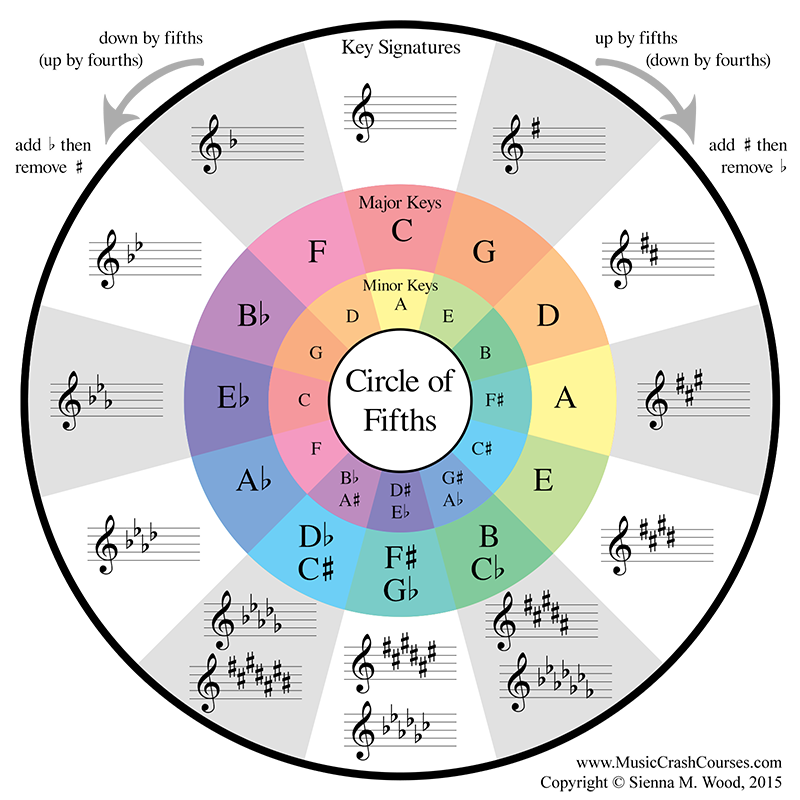 down by fifths
(up by fourths)
Key Signatures
up by fifths
(down by fourths)
add ♭ then
remove ♯
add ♯ then
remove ♭
Major Keys
C
G
D
A
E
B
C♭
F♯
G♭
D♭
C♯
A♭
E♭
B♭
F
Minor Keys
A
E
B
F♯
C♯
G♯
A♭
D♯
E♭
B♭
A♯
F
C
G
D
Circle of
Fifths
www.MusicCrashCourses.com
Copyright © Sienna M. Wood, 2015